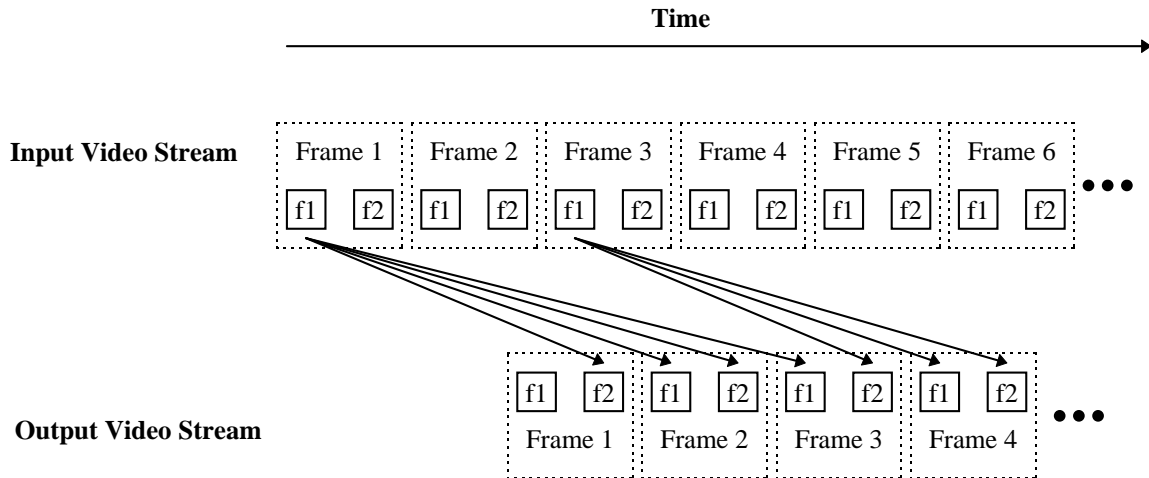 Time
Input Video Stream
Frame 1 Frame 2 Frame 3 Frame 4 Frame 5 Frame 6
f1 f2 f1 f2 f1 f2 f1 f2 f1 f2 f1 f2
f1 f2 f1 f2 f1 f2 f1 f2
Output Video Stream
Frame 1 Frame 2 Frame 3 Frame 4